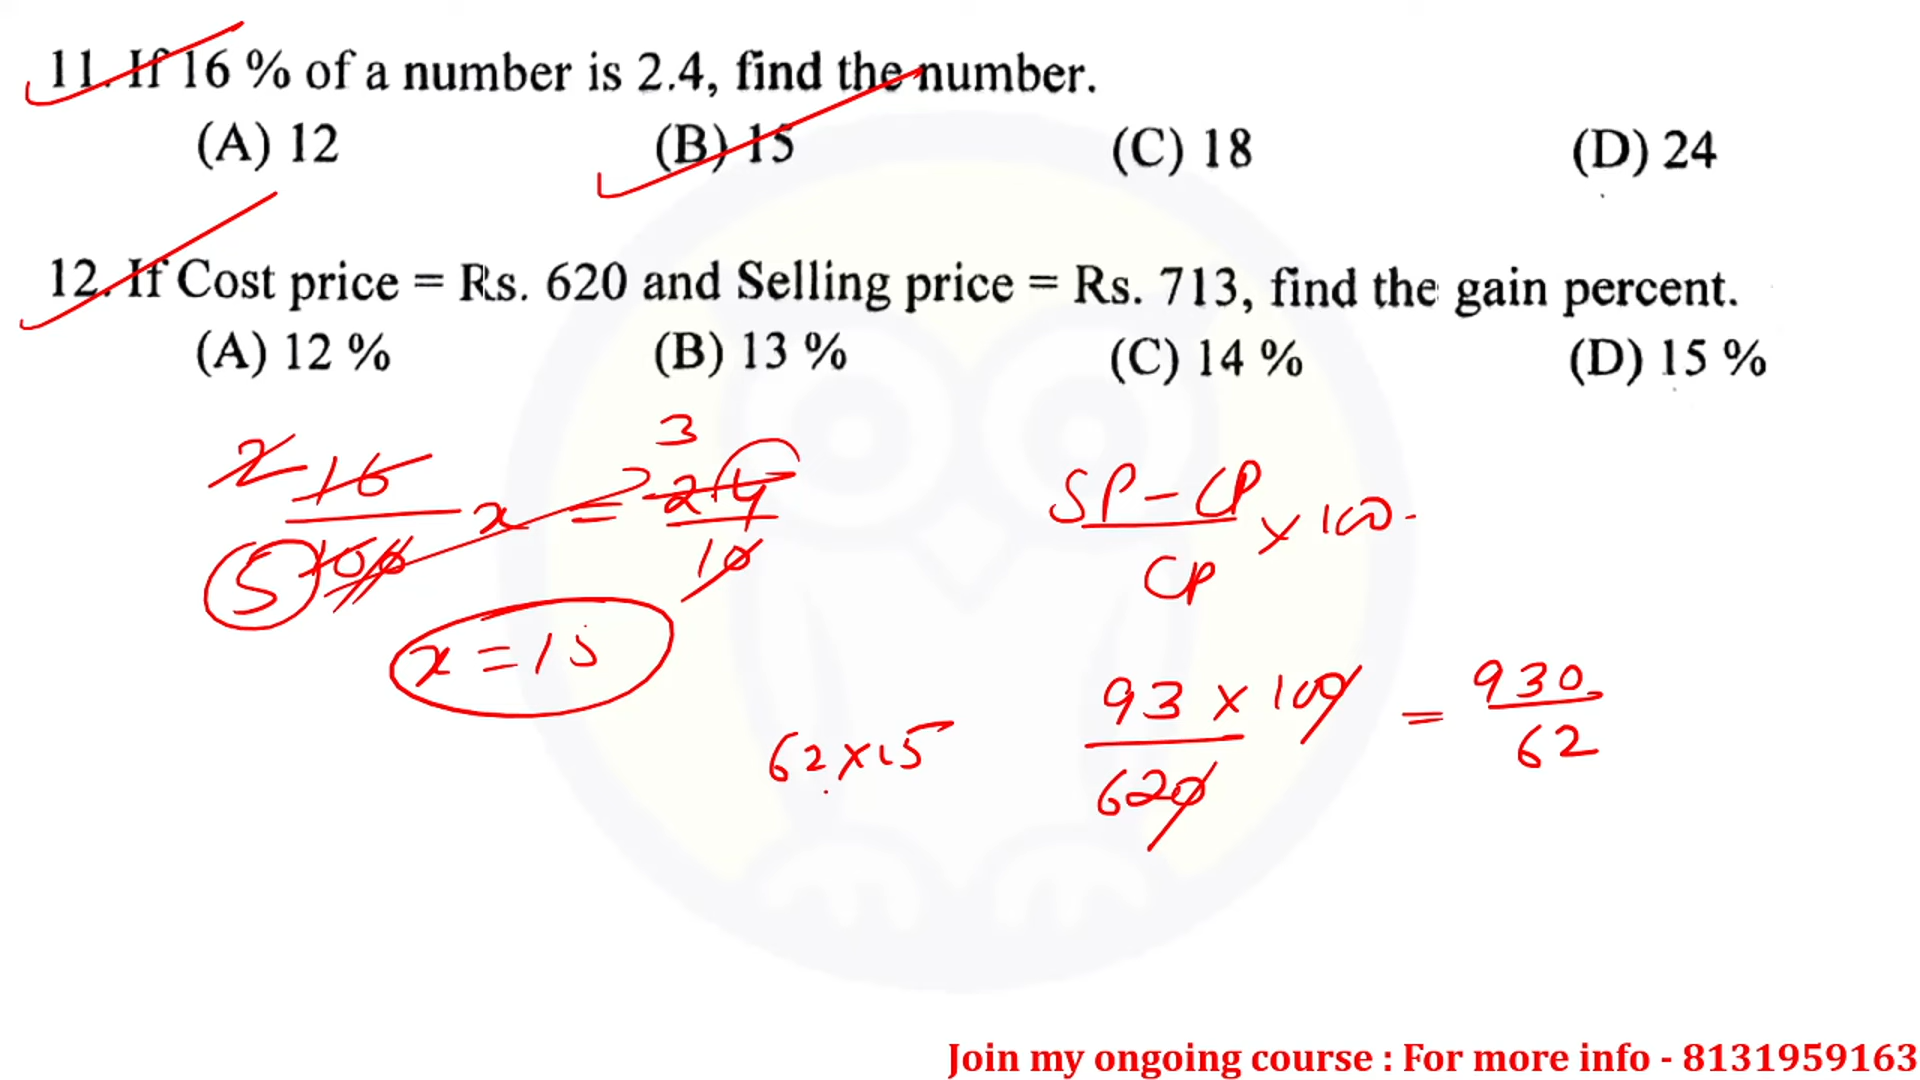 11. If 16 % of a number is 2.4, find the number.
(A) 12 (B) 15 (C) 18 (D) 24
12. If Cost price = Rs. 620 and Selling price = Rs. 713, find the gain percent.
(A) 12 % (B) 13 % (C) 14 % (D) 15 %
2 16 / 5 100 x = 3 2.4 / 10
x = 15
SP - CP / CP × 100
62 × 15
93 × 100 / 620 = 930 / 62
Join my ongoing course : For more info - 8131959163